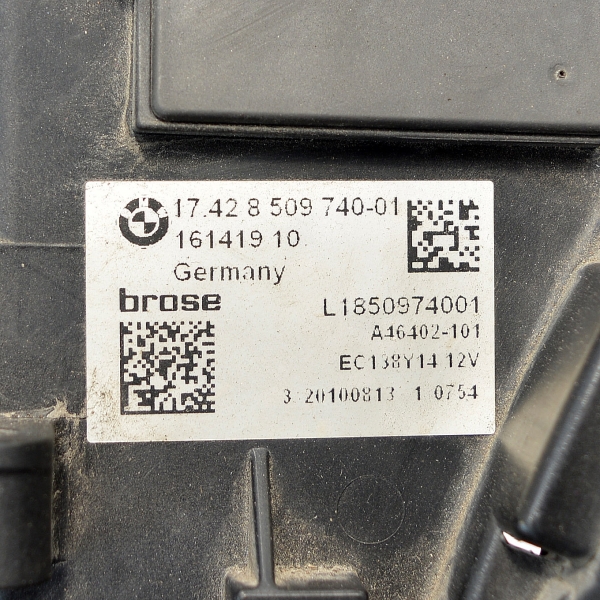 17.42 8 509 740-01
161419 10
Germany
brose
L1850974001
A46402-101
EC138Y14 12V
3 20100813 1 0754